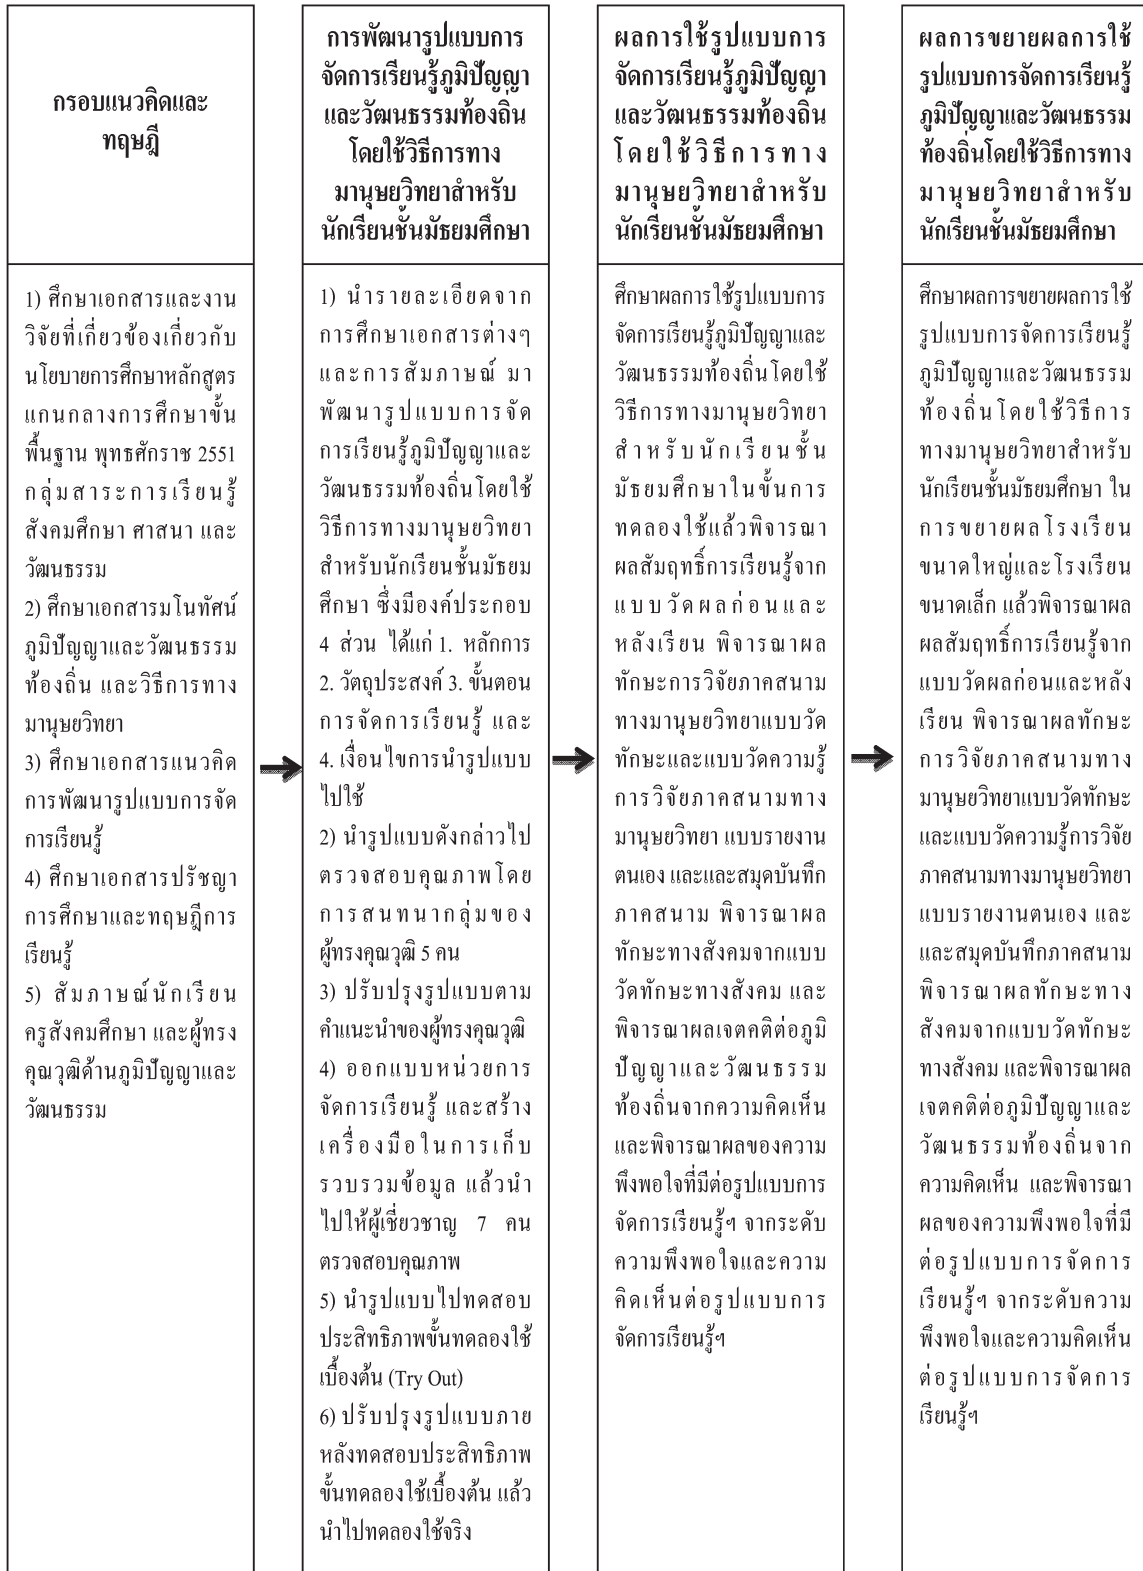 กรอบแนวคิดและ
ทฤษฎี
1) ศึกษาเอกสารและงาน
วิจัยที่เกี่ยวข้องเกี่ยวกับ
นโยบายการศึกษาหลักสูตร
แกนกลางการศึกษาขั้น
พื้นฐาน พุทธศักราช 2551
กลุ่มสาระการเรียนรู้
สังคมศึกษา ศาสนา และ
วัฒนธรรม
2) ศึกษาเอกสารมโนทัศน์
ภูมิปัญญาและวัฒนธรรม
ท้องถิ่น และวิธีการทาง
มานุษยวิทยา
3) ศึกษาเอกสารแนวคิด
การพัฒนารูปแบบการจัด
การเรียนรู้
4) ศึกษาเอกสารปรัชญา
การศึกษาและทฤษฎีการ
เรียนรู้
5) สัมภาษณ์นักเรียน
ครูสังคมศึกษา และผู้ทรง
คุณวุฒิด้านภูมิปัญญาและ
วัฒนธรรม
การพัฒนารูปแบบการ
จัดการเรียนรู้ภูมิปัญญา
และวัฒนธรรมท้องถิ่น
โดยใช้วิธีการทาง
มานุษยวิทยาสำหรับ
นักเรียนชั้นมัธยมศึกษา
1) นำรายละเอียดจาก
การศึกษาเอกสารต่างๆ
และการสัมภาษณ์ มา
พัฒนารูปแบบการจัด
การเรียนรู้ภูมิปัญญาและ
วัฒนธรรมท้องถิ่นโดยใช้
วิธีการทางมานุษยวิทยา
สำหรับนักเรียนชั้นมัธยม
ศึกษา ซึ่งมีองค์ประกอบ
4 ส่วน ได้แก่ 1. หลักการ
2. วัตถุประสงค์ 3. ขั้นตอน
การจัดการเรียนรู้ และ
4. เงื่อนไขการนำรูปแบบ
ไปใช้
2) นำรูปแบบดังกล่าวไป
ตรวจสอบคุณภาพโดย
การสนทนากลุ่มของ
ผู้ทรงคุณวุฒิ 5 คน
3) ปรับปรุงรูปแบบตาม
คำแนะนำของผู้ทรงคุณวุฒิ
4) ออกแบบหน่วยการ
จัดการเรียนรู้ และสร้าง
เครื่องมือในการเก็บ
รวบรวมข้อมูล แล้วนำ
ไปให้ผู้เชี่ยวชาญ 7 คน
ตรวจสอบคุณภาพ
5) นำรูปแบบไปทดสอบ
ประสิทธิภาพขั้นทดลองใช้
เบื้องต้น (Try Out)
6) ปรับปรุงรูปแบบภาย
หลังทดสอบประสิทธิภาพ
ขั้นทดลองใช้เบื้องต้น แล้ว
นำไปทดลองใช้จริง
ผลการใช้รูปแบบการ
จัดการเรียนรู้ภูมิปัญญา
และวัฒนธรรมท้องถิ่น
โดยใช้วิธีการทาง
มานุษยวิทยาสำหรับ
นักเรียนชั้นมัธยมศึกษา
ศึกษาผลการใช้รูปแบบการ
จัดการเรียนรู้ภูมิปัญญาและ
วัฒนธรรมท้องถิ่นโดยใช้
วิธีการทางมานุษยวิทยา
สำหรับนักเรียนชั้น
มัธยมศึกษาในขั้นการ
ทดลองใช้แล้วพิจารณา
ผลสัมฤทธิ์การเรียนรู้จาก
แบบวัดผลก่อนและ
หลังเรียน พิจารณาผล
ทักษะการวิจัยภาคสนาม
ทางมานุษยวิทยาแบบวัด
ทักษะและแบบวัดความรู้
การวิจัยภาคสนามทาง
มานุษยวิทยา แบบรายงาน
ตนเอง และและสมุดบันทึก
ภาคสนาม พิจารณาผล
ทักษะทางสังคมจากแบบ
วัดทักษะทางสังคม และ
พิจารณาผลเจตคติต่อภูมิ
ปัญญาและวัฒนธรรม
ท้องถิ่นจากความคิดเห็น
และพิจารณาผลของความ
พึงพอใจที่มีต่อรูปแบบการ
จัดการเรียนรู้ฯ จากระดับ
ความพึงพอใจและความ
คิดเห็นต่อรูปแบบการ
จัดการเรียนรู้ฯ
ผลการขยายผลการใช้
รูปแบบการจัดการเรียนรู้
ภูมิปัญญาและวัฒนธรรม
ท้องถิ่นโดยใช้วิธีการทาง
มานุษยวิทยาสำหรับ
นักเรียนชั้นมัธยมศึกษา
ศึกษาผลการขยายผลการใช้
รูปแบบการจัดการเรียนรู้
ภูมิปัญญาและวัฒนธรรม
ท้องถิ่นโดยใช้วิธีการ
ทางมานุษยวิทยาสำหรับ
นักเรียนชั้นมัธยมศึกษา ใน
การขยายผลโรงเรียน
ขนาดใหญ่และโรงเรียน
ขนาดเล็ก แล้วพิจารณาผล
ผลสัมฤทธิ์การเรียนรู้จาก
แบบวัดผลก่อนและหลัง
เรียน พิจารณาผลทักษะ
การวิจัยภาคสนามทาง
มานุษยวิทยาแบบวัดทักษะ
และแบบวัดความรู้การวิจัย
ภาคสนามทางมานุษยวิทยา
แบบรายงานตนเอง และ
และสมุดบันทึกภาคสนาม
พิจารณาผลทักษะทาง
สังคมจากแบบวัดทักษะ
ทางสังคม และพิจารณาผล
เจตคติต่อภูมิปัญญาและ
วัฒนธรรมท้องถิ่นจาก
ความคิดเห็น และพิจารณา
ผลของความพึงพอใจที่มี
ต่อรูปแบบการจัดการ
เรียนรู้ฯ จากระดับความ
พึงพอใจและความคิดเห็น
ต่อรูปแบบการจัดการ
เรียนรู้ฯ